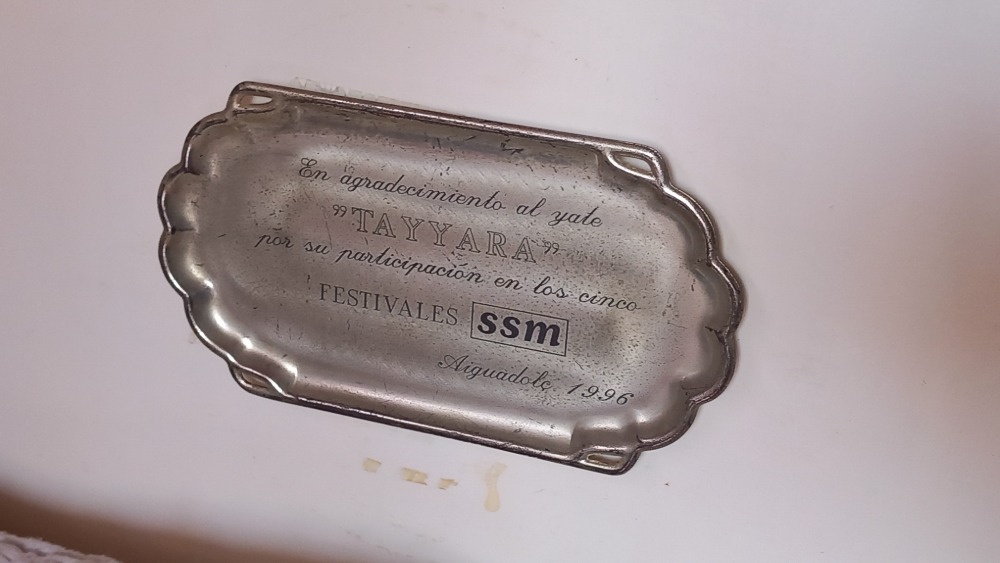 En agradecimiento al yate
"TAYYARA"
por su participación en los cinco
FESTIVALES ssm
Aiguadolç 1996